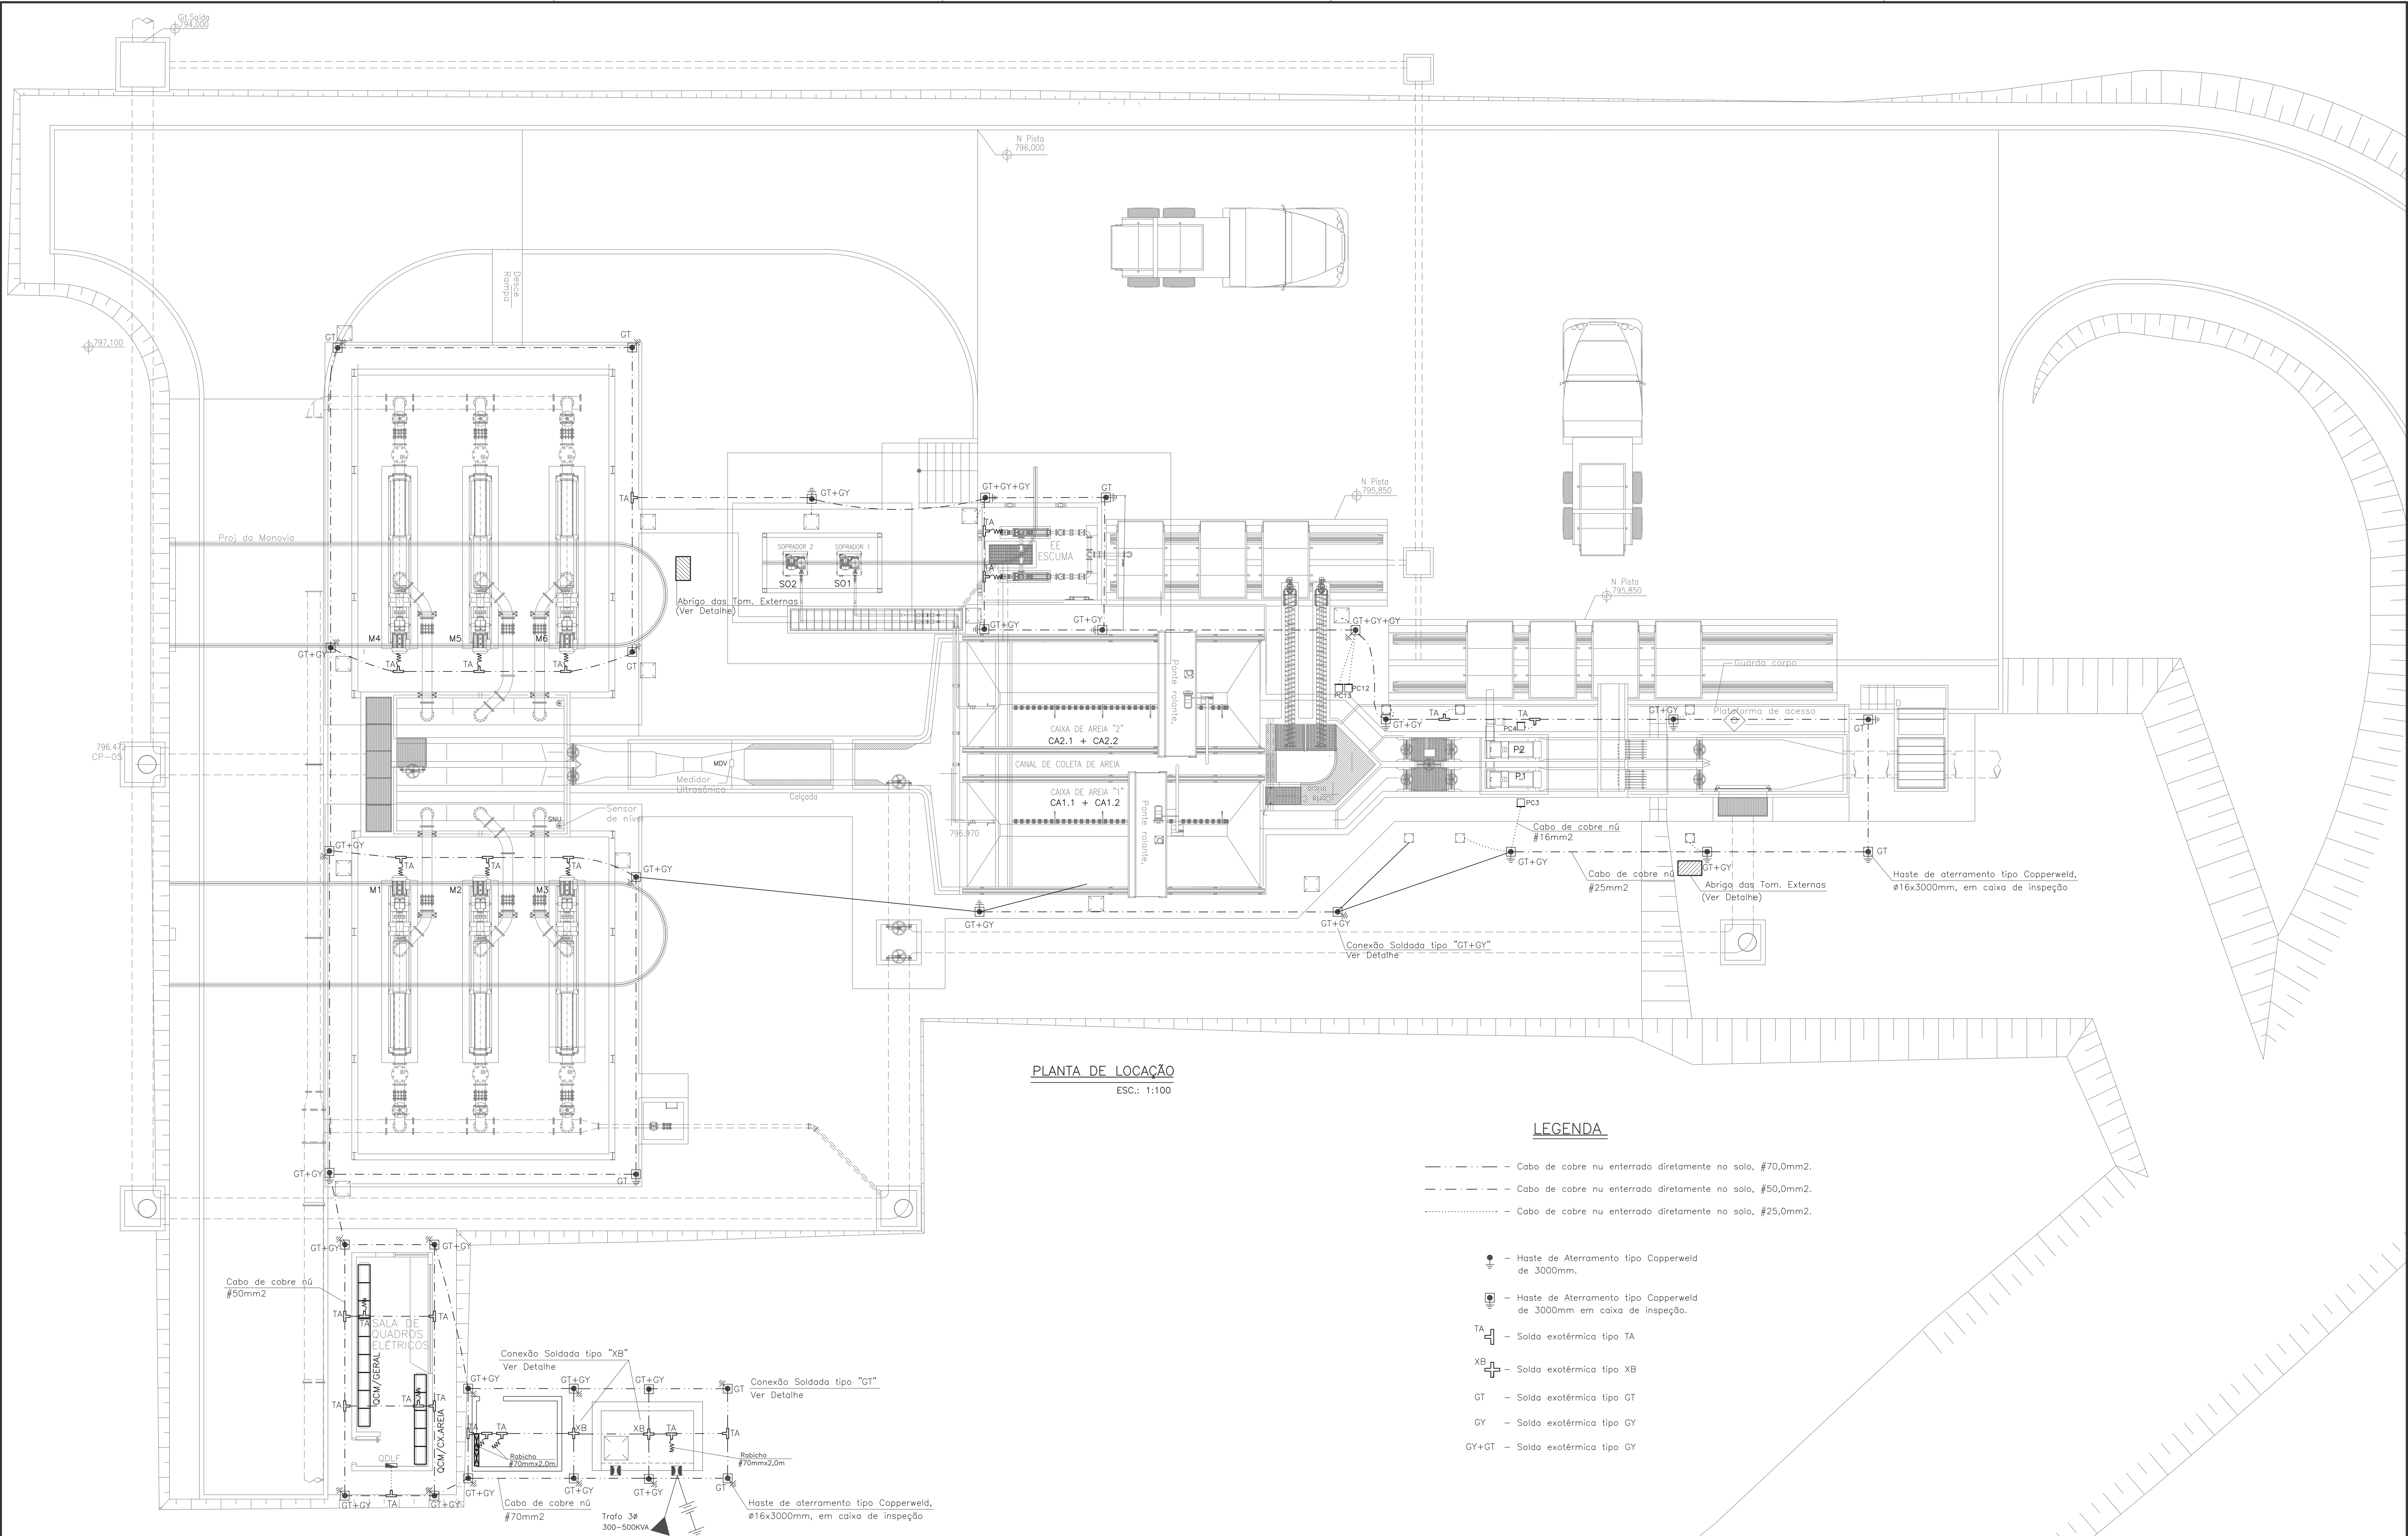 Git.Saída
794,000
N Pista
796,000
797,100
Desce
Rampa
GT
GT
TA
GT+GY
GT+GY+GY
GT
N Pista
795,850
Proj da Monovia
SOPRADOR 2
SOPRADOR 1
SO2
SO1
TA
TA
EE
ESCUMA
Abrigo das Tom. Externas
(Ver Detalhe)
N Pista
795,850
M4
M5
M6
GT+GY
TA
TA
TA
GT
GT+GY
GT+GY
GT+GY+GY
Guarda corpo
Ponte rolante.
PC12
PC13
GT+GY
TA
TA
GT+GY
Plataforma de acesso
GT
PC4
796.472
CP-05
CAIXA DE AREIA "2"
CA2.1 + CA2.2
CANAL DE COLETA DE AREIA
CAIXA DE AREIA "1"
CA1.1 + CA1.2
Ponte rolante.
MDV
Medidor
Ultrasônico
Calçada
P2
P1
PC3
Sensor
de nível
SNU
796.970
Cabo de cobre nú
#16mm2
GT+GY
TA
TA
TA
GT+GY
M1
M2
M3
GT+GY
GT+GY
GT+GY
GT+GY
GT
Cabo de cobre nú
#25mm2
Abrigo das Tom. Externas
(Ver Detalhe)
Haste de aterramento tipo Copperweld,
ø16x3000mm, em caixa de inspeção
Conexão Soldada tipo "GT+GY"
Ver Detalhe
PLANTA DE LOCAÇÃO
ESC.: 1:100
LEGENDA
- Cabo de cobre nu enterrado diretamente no solo, #70,0mm2.
- Cabo de cobre nu enterrado diretamente no solo, #50,0mm2.
- Cabo de cobre nu enterrado diretamente no solo, #25,0mm2.
- Haste de Aterramento tipo Copperweld
de 3000mm.
- Haste de Aterramento tipo Copperweld
de 3000mm em caixa de inspeção.
TA - Solda exotérmica tipo TA
XB - Solda exotérmica tipo XB
GT - Solda exotérmica tipo GT
GY - Solda exotérmica tipo GY
GY+GT - Solda exotérmica tipo GY
GT+GY
GT
GT+GY
GT+GY
Cabo de cobre nú
#50mm2
TA
TA
TA
SALA DE
QUADROS
ELÉTRICOS
QCM/GERAL
TA
TA
TA
QCM/CX.AREIA
QDLF
GT+GY
TA
GT+GY
Conexão Soldada tipo "XB"
Ver Detalhe
GT+GY
GT+GY
GT+GY
GT
Conexão Soldada tipo "GT"
Ver Detalhe
TA
TA
XB
XB
TA
TA
Rabicho
#70mmx2.0m
Rabicho
#70mmx2,0m
GT+GY
GT+GY
GT+GY
GT
Cabo de cobre nú
#70mm2
Trafo 3ø
300-500KVA
Haste de aterramento tipo Copperweld,
ø16x3000mm, em caixa de inspeção